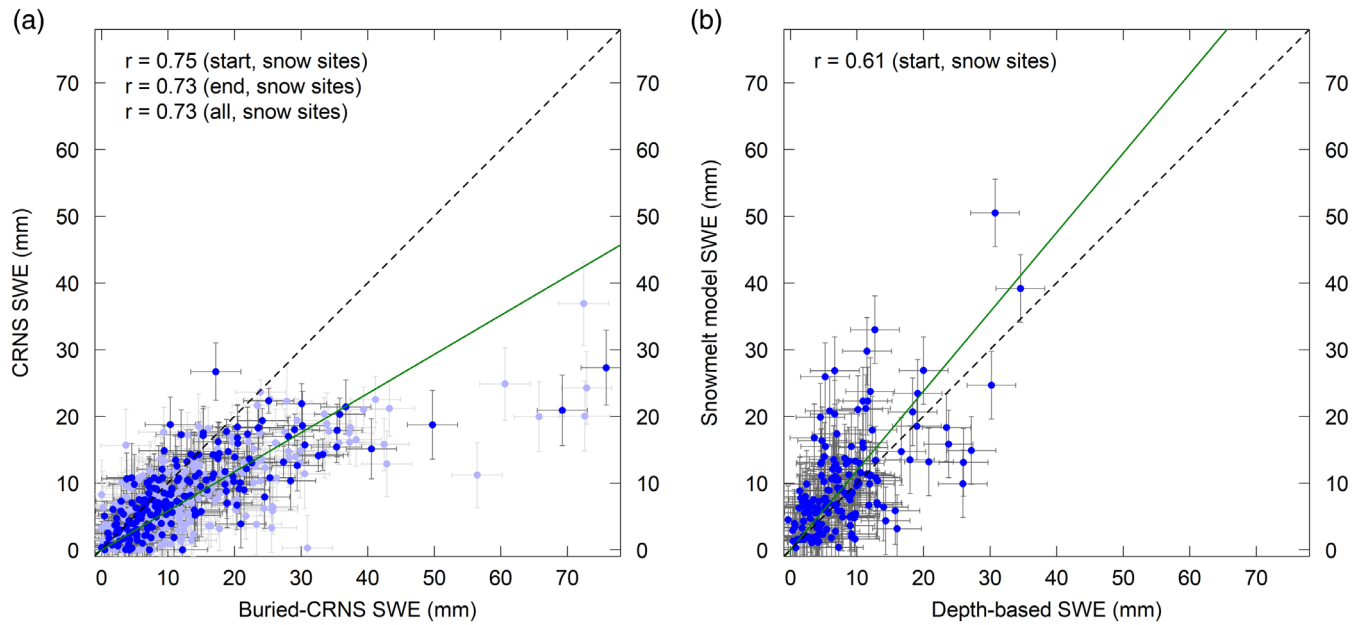 (a)
r = 0.75 (start, snow sites)
r = 0.73 (end, snow sites)
r = 0.73 (all, snow sites)
CRNS SWE (mm)
70
60
50
40
30
20
10
0
70
60
50
40
30
20
10
0
0 10 20 30 40 50 60 70
Buried-CRNS SWE (mm)
(b)
r = 0.61 (start, snow sites)
Snowmelt model SWE (mm)
70
60
50
40
30
20
10
0
70
60
50
40
30
20
10
0
0 10 20 30 40 50 60 70
Depth-based SWE (mm)